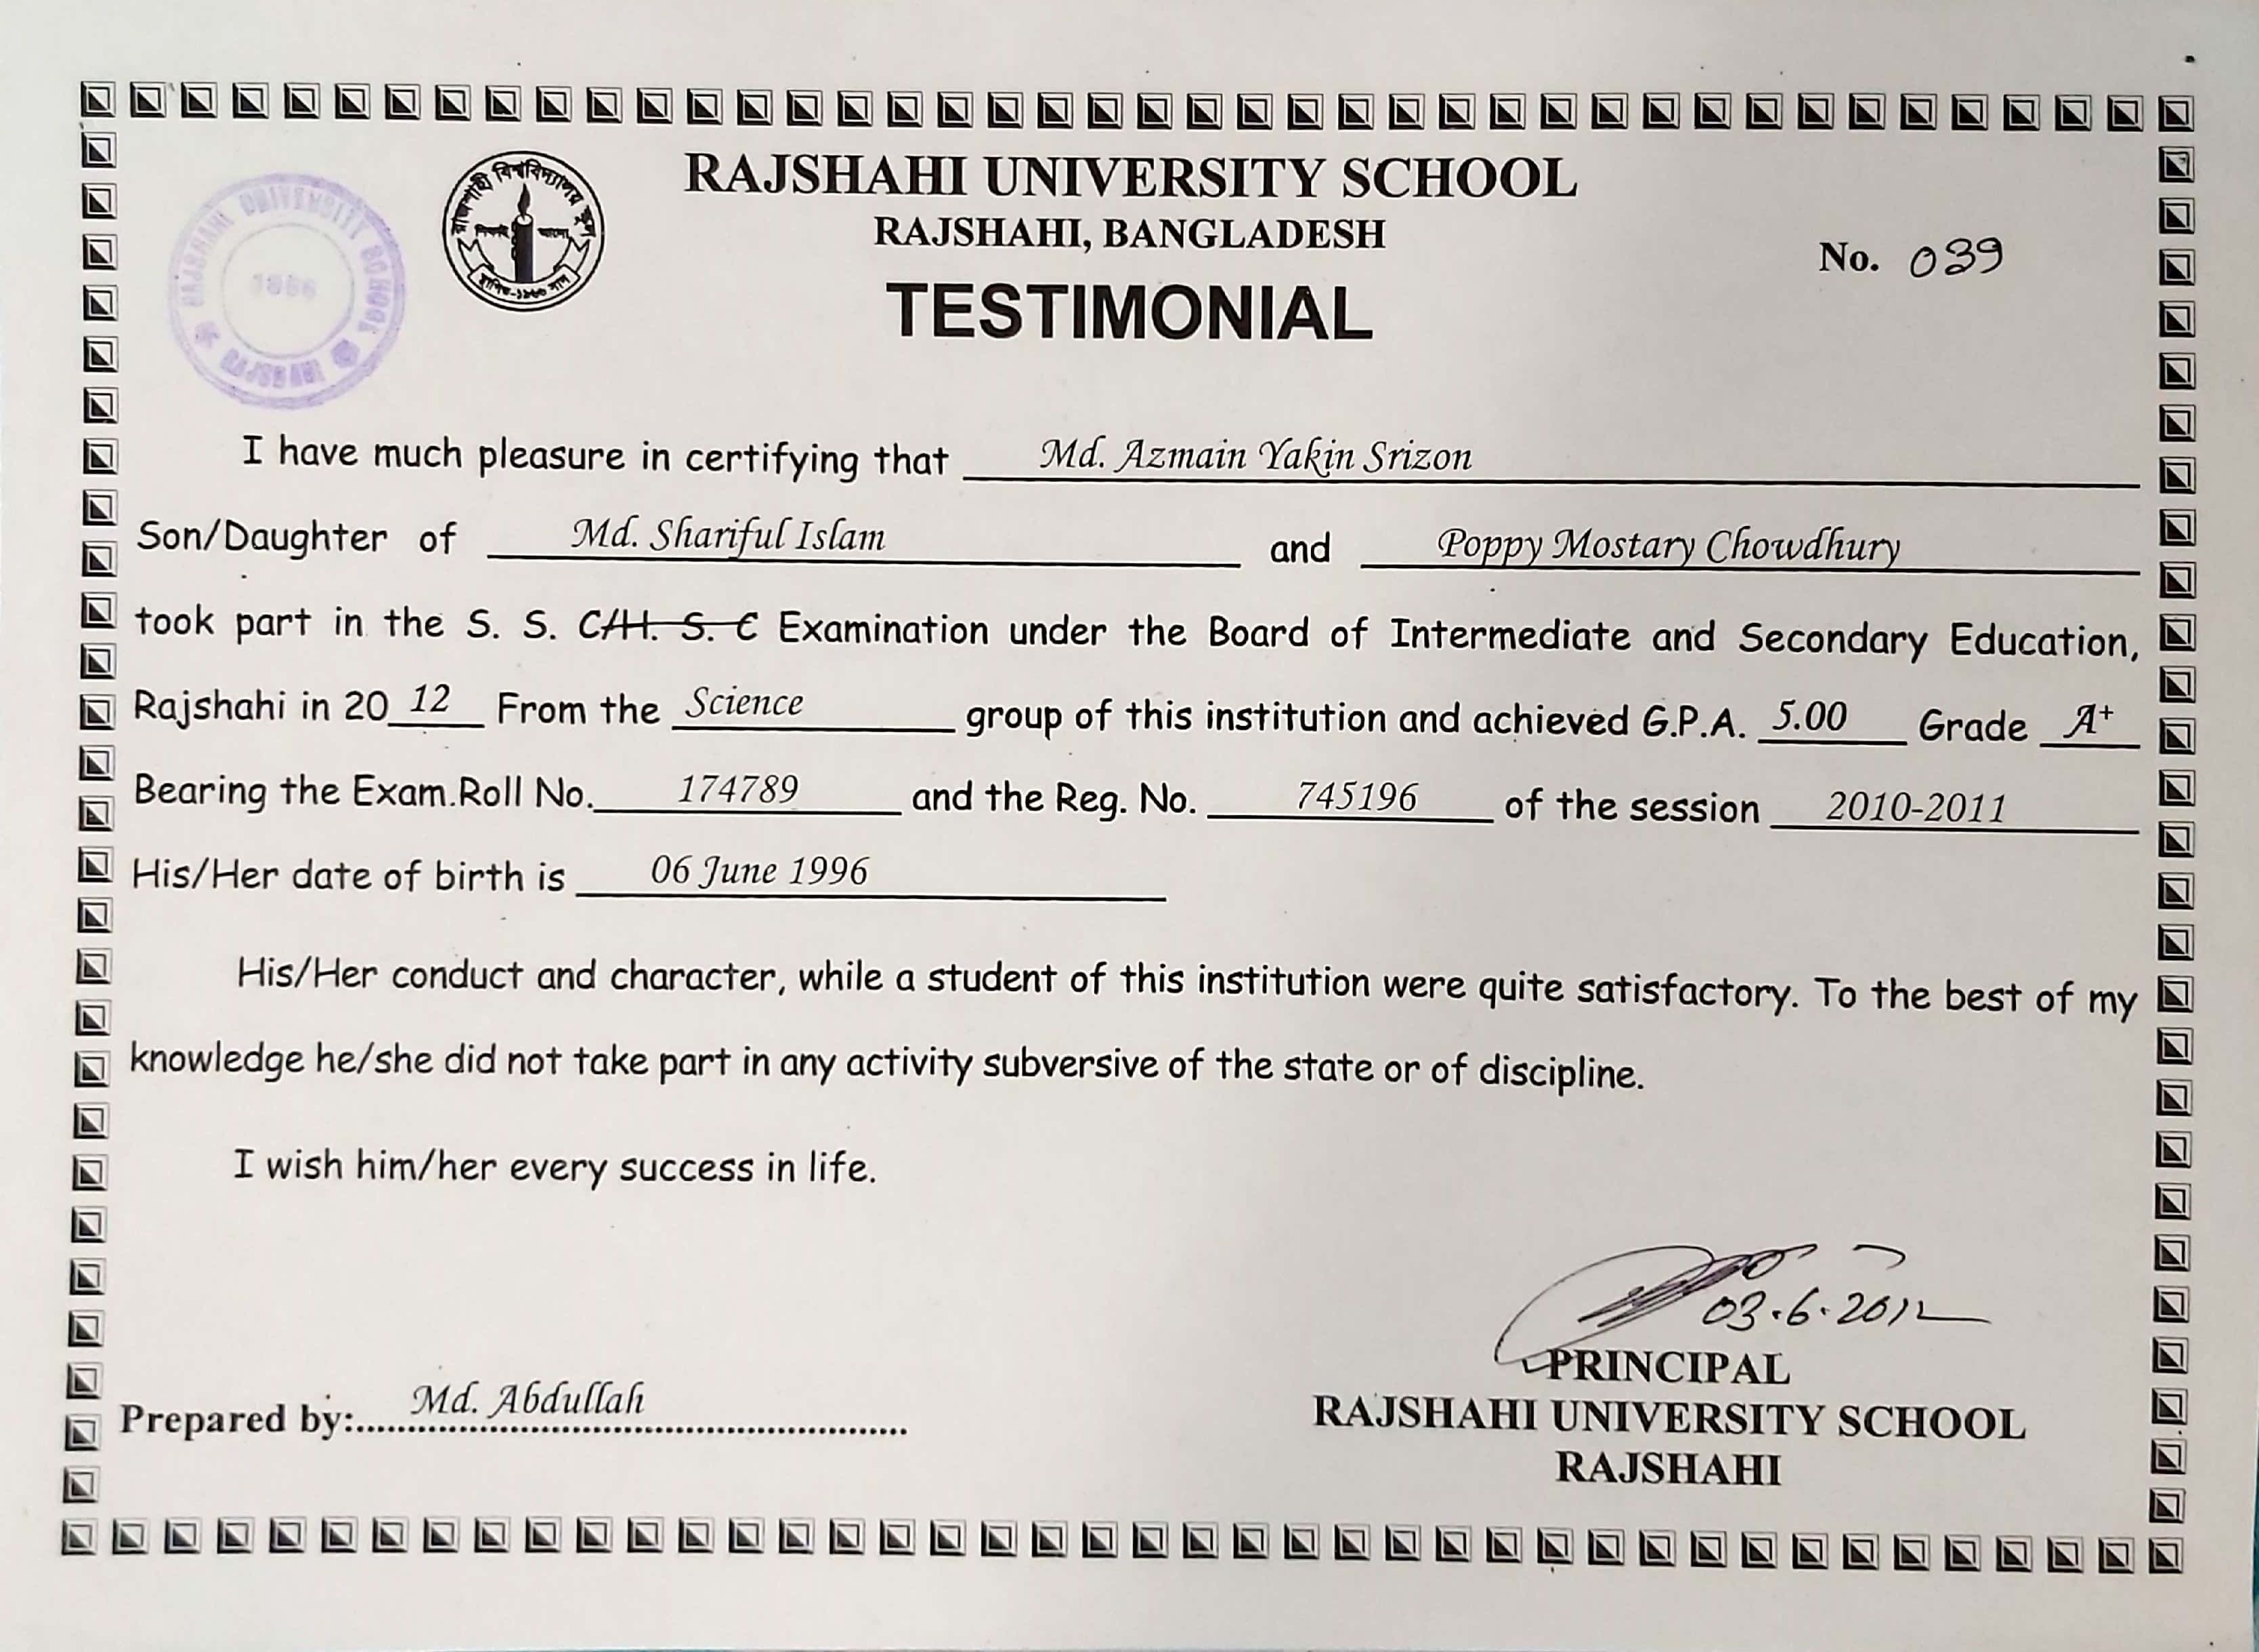 RAJSHAHI UNIVERSITY SCHOOL
RAJSHAHI
রাজশাহী বিশ্ববিদ্যালয় স্কুল
শিক্ষাই আলো
স্থাপিত-১৯৬৬ সাল
RAJSHAHI UNIVERSITY SCHOOL
RAJSHAHI, BANGLADESH
No. 039
TESTIMONIAL
I have much pleasure in certifying that Md. Azmain Yakin Srizon
Son/Daughter of Md. Shariful Islam and Poppy Mostary Chowdhury
took part in the S. S. C/H. S. C Examination under the Board of Intermediate and Secondary Education,
Rajshahi in 2012 From the Science group of this institution and achieved G.P.A. 5.00 Grade A+
Bearing the Exam.Roll No. 174789 and the Reg. No. 745196 of the session 2010-2011
His/Her date of birth is 06 June 1996
His/Her conduct and character, while a student of this institution were quite satisfactory. To the best of my
knowledge he/she did not take part in any activity subversive of the state or of discipline.
I wish him/her every success in life.
03.6.2012
PRINCIPAL
RAJSHAHI UNIVERSITY SCHOOL
RAJSHAHI
Prepared by:..... Md. Abdullah